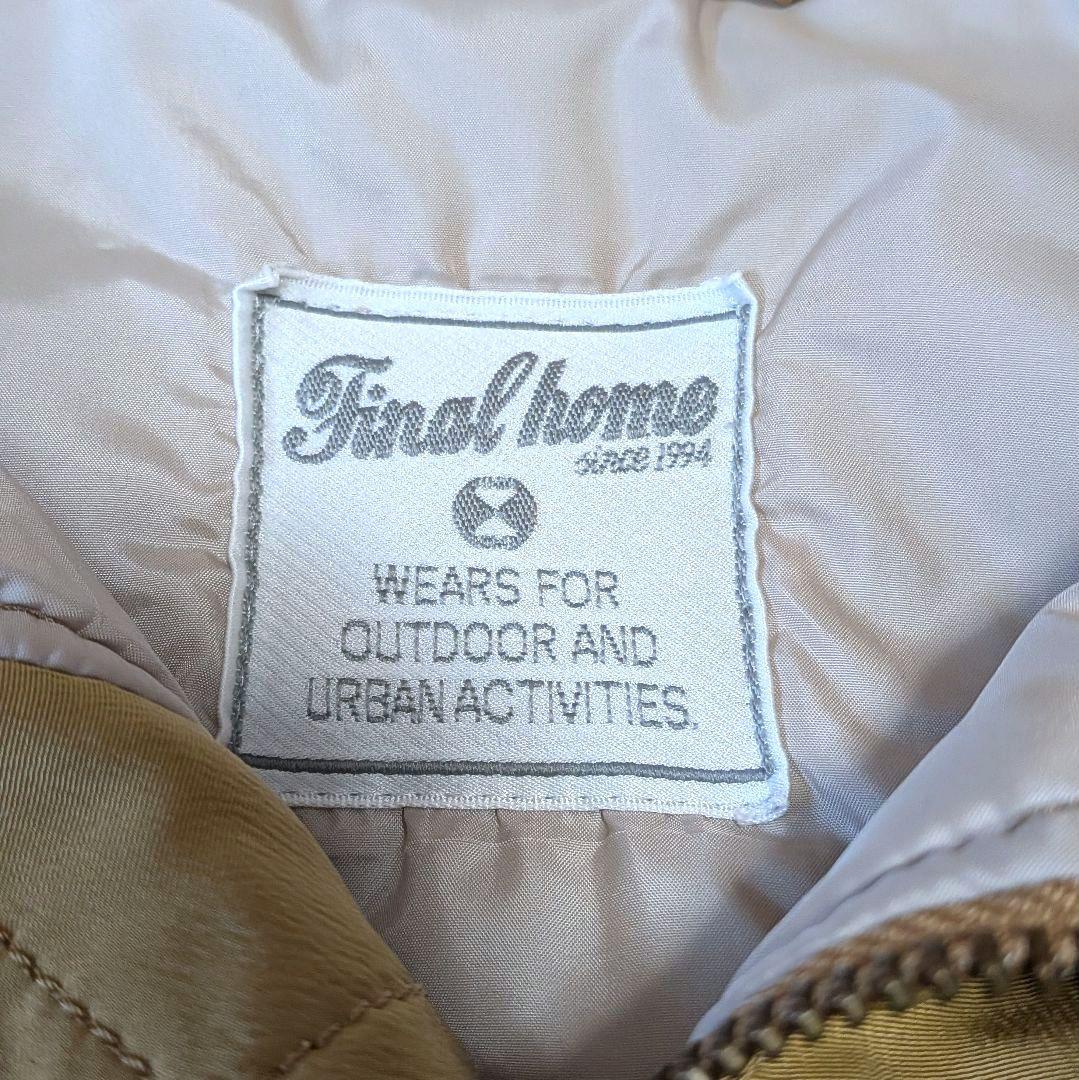 Final home
since 1994
WEARS FOR
OUTDOOR AND
URBAN ACTIVITIES.